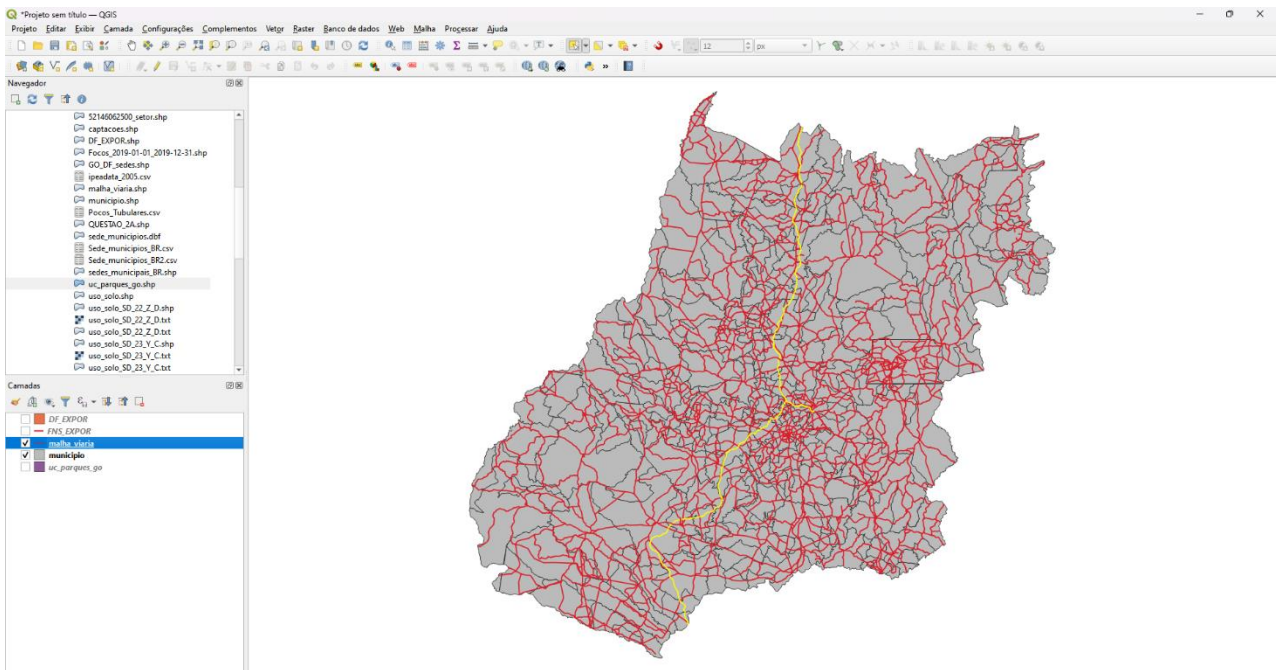 *Projeto sem título — QGIS
Projeto Editar Exibir Camada Configurações Complementos Vetor Raster Banco de dados Web Malha Processar Ajuda
12 px
Navegador
52146062500_setor.shp
captacoes.shp
DF_EXPOR.shp
Focos_2019-01-01_2019-12-31.shp
GO_DF_sedes.shp
ipeadata_2005.csv
malha_viaria.shp
municipio.shp
Pocos_Tubulares.csv
QUESTAO_2A.shp
sede_municipios.dbf
Sede_municipios_BR.csv
Sede_municipios_BR2.csv
sedes_municipais_BR.shp
uc_parques_go.shp
uso_solo.shp
uso_solo_SD_22_Z_D.shp
uso_solo_SD_22_Z_D.txt
uso_solo_SD_22_Z_D.txt
uso_solo_SD_23_Y_C.shp
uso_solo_SD_23_Y_C.txt
uso_solo_SD_23_Y_C.txt
Camadas
DF_EXPOR
FNS_EXPOR
malha_viaria
municipio
uc_parques_go